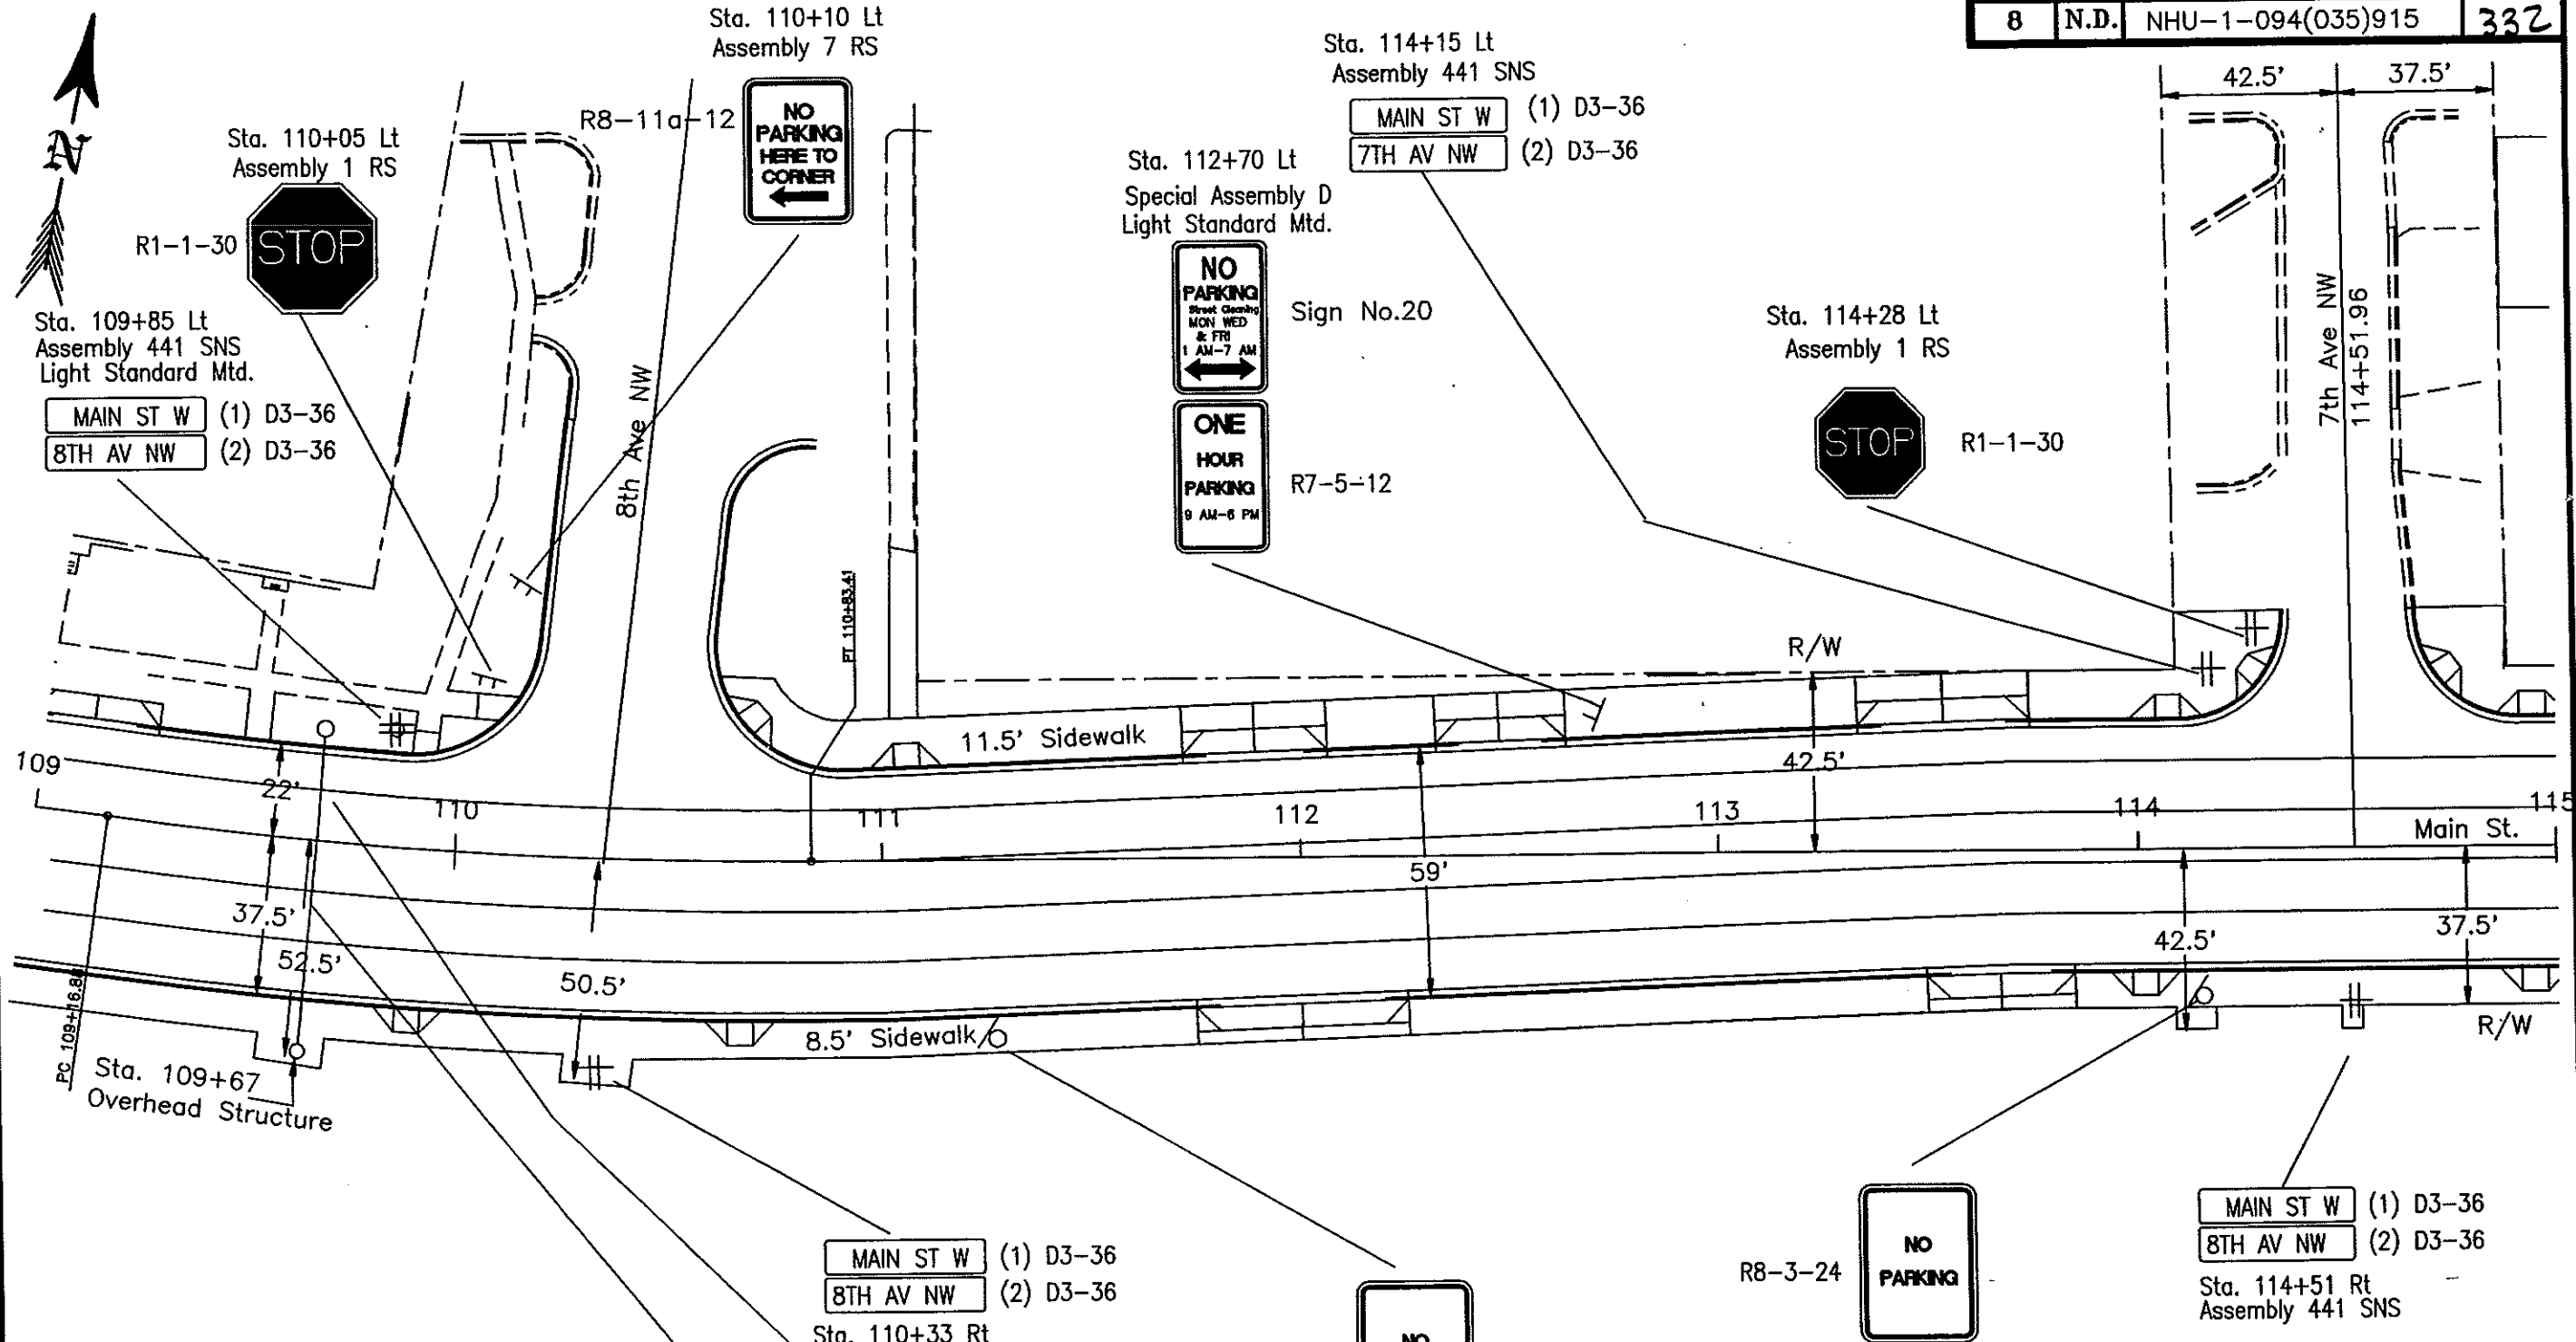 8 N.D. NHU-1-094(035)915 332
N
Sta. 110+10 Lt
Assembly 7 RS
R8-11a-12
NO
PARKING
HERE TO
CORNER
Sta. 110+05 Lt
Assembly 1 RS
R1-1-30
STOP
Sta. 109+85 Lt
Assembly 441 SNS
Light Standard Mtd.
MAIN ST W (1) D3-36
8TH AV NW (2) D3-36
8th Ave NW
Sta. 114+15 Lt
Assembly 441 SNS
MAIN ST W (1) D3-36
7TH AV NW (2) D3-36
Sta. 112+70 Lt
Special Assembly D
Light Standard Mtd.
NO
PARKING
Street Cleaning
MON WED
& FRI
1 AM-7 AM
Sign No.20
ONE
HOUR
PARKING
9 AM-6 PM
R7-5-12
Sta. 114+28 Lt
Assembly 1 RS
STOP
R1-1-30
42.5' 37.5'
7th Ave NW
114+51.96
PT 110+83.41
R/W
11.5' Sidewalk
42.5'
109
22'
110
111
112
113
114
115
Main St.
59'
37.5'
52.5'
50.5'
42.5'
37.5'
8.5' Sidewalk
R/W
Sta. 109+67
Overhead Structure
MAIN ST W (1) D3-36
8TH AV NW (2) D3-36
Sta. 110+33 Rt
NO
R8-3-24
NO
PARKING
MAIN ST W (1) D3-36
8TH AV NW (2) D3-36
Sta. 114+51 Rt
Assembly 441 SNS